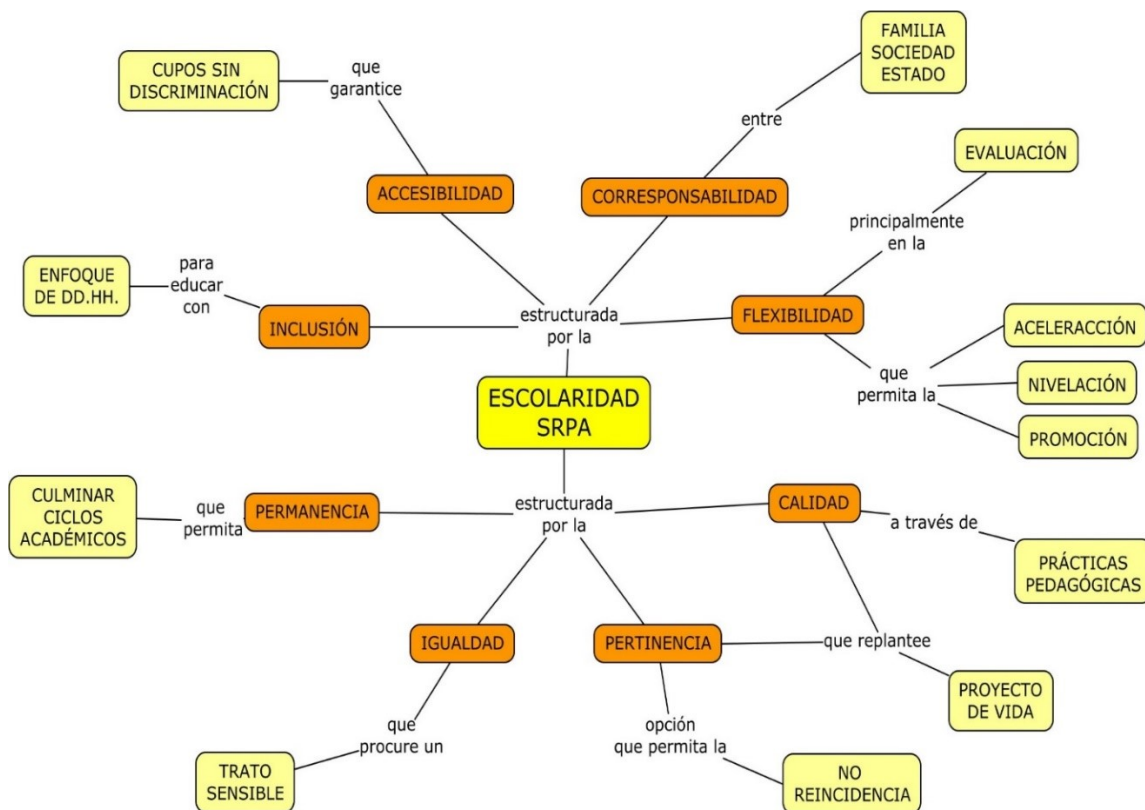 FAMILIA
SOCIEDAD
ESTADO
CUPOS SIN
DISCRIMINACIÓN
que
garantice
entre
EVALUACIÓN
ACCESIBILIDAD
CORRESPONSABILIDAD
principalmente
en la
ENFOQUE
DE DD.HH.
para
educar
con
INCLUSIÓN
estructurada
por la
FLEXIBILIDAD
ACELERACCIÓN
que
permita la
NIVELACIÓN
PROMOCIÓN
ESCOLARIDAD
SRPA
CULMINAR
CICLOS
ACADÉMICOS
que
permita
PERMANENCIA
estructurada
por la
CALIDAD
a través de
PRÁCTICAS
PEDAGÓGICAS
IGUALDAD
PERTINENCIA
que replantee
PROYECTO
DE VIDA
que
procure un
opción
que permita la
TRATO
SENSIBLE
NO
REINCIDENCIA